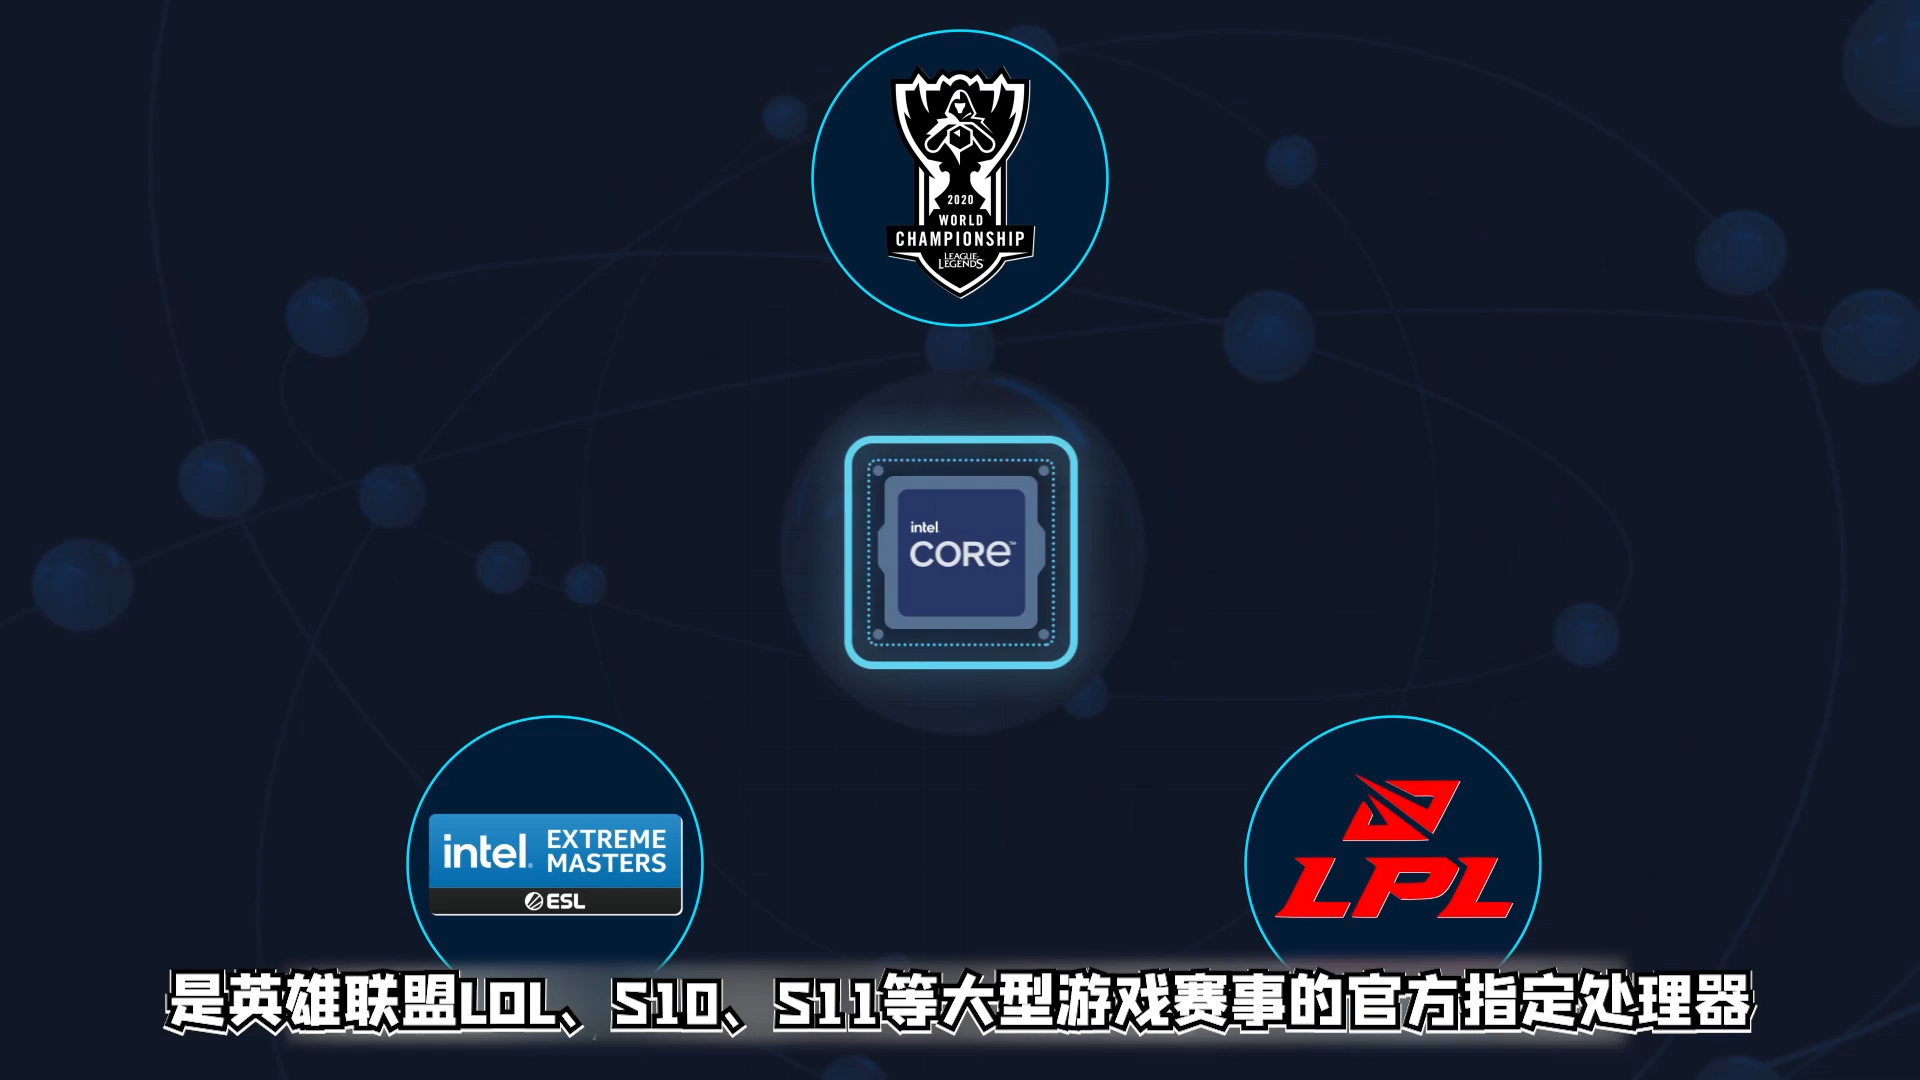 2020
WORLD
CHAMPIONSHIP
LEAGUE
LEGENDS
intel
CORE™
intel. EXTREME
MASTERS
ESL
LPL
是英雄联盟LOL、S10、S11等大型游戏赛事的官方指定处理器